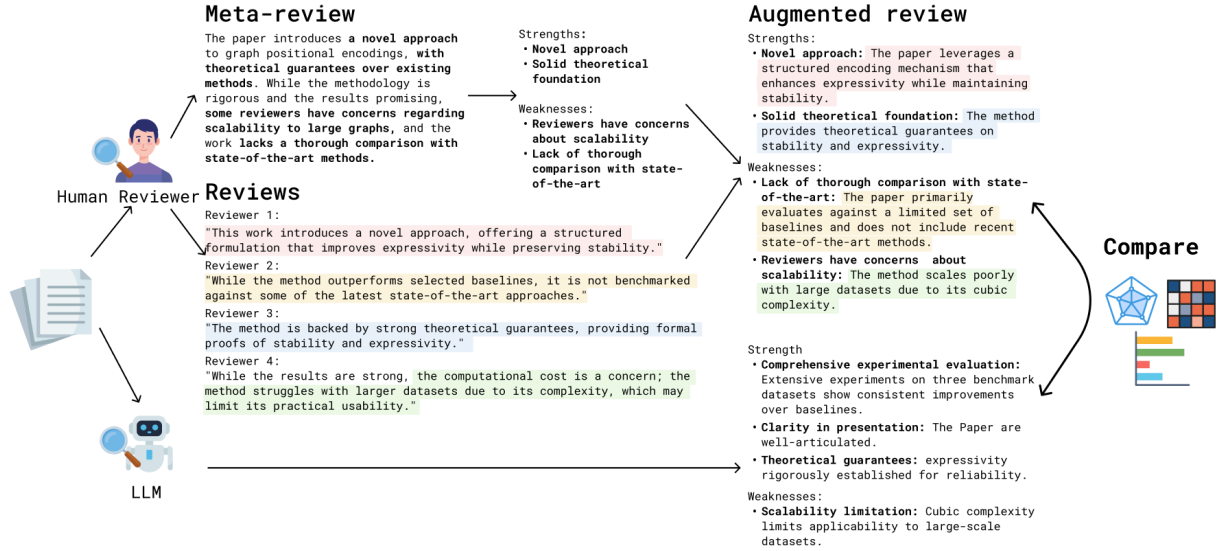 Meta-review
The paper introduces a novel approach
to graph positional encodings, with
theoretical guarantees over existing
methods. While the methodology is
rigorous and the results promising,
some reviewers have concerns regarding
scalability to large graphs, and the
work lacks a thorough comparison with
state-of-the-art methods.
Strengths:
• Novel approach
• Solid theoretical
foundation
Weaknesses:
• Reviewers have concerns
about scalability
• Lack of thorough
comparison with state-
of-the-art
Human Reviewer
Reviews
Reviewer 1:
"This work introduces a novel approach, offering a structured
formulation that improves expressivity while preserving stability."
Reviewer 2:
"While the method outperforms selected baselines, it is not benchmarked
against some of the latest state-of-the-art approaches."
Reviewer 3:
"The method is backed by strong theoretical guarantees, providing formal
proofs of stability and expressivity."
Reviewer 4:
"While the results are strong, the computational cost is a concern; the
method struggles with larger datasets due to its complexity, which may
limit its practical usability."
LLM
Augmented review
Strengths:
• Novel approach: The paper leverages a
structured encoding mechanism that
enhances expressivity while maintaining
stability.
• Solid theoretical foundation: The method
provides theoretical guarantees on
stability and expressivity.
Weaknesses:
• Lack of thorough comparison with state-
of-the-art: The paper primarily
evaluates against a limited set of
baselines and does not include recent
state-of-the-art methods.
• Reviewers have concerns about
scalability: The method scales poorly
with large datasets due to its cubic
complexity.
Strength
• Comprehensive experimental evaluation:
Extensive experiments on three benchmark
datasets show consistent improvements
over baselines.
• Clarity in presentation: The Paper are
well-articulated.
• Theoretical guarantees: expressivity
rigorously established for reliability.
Weaknesses:
• Scalability limitation: Cubic complexity
limits applicability to large-scale
datasets.
Compare